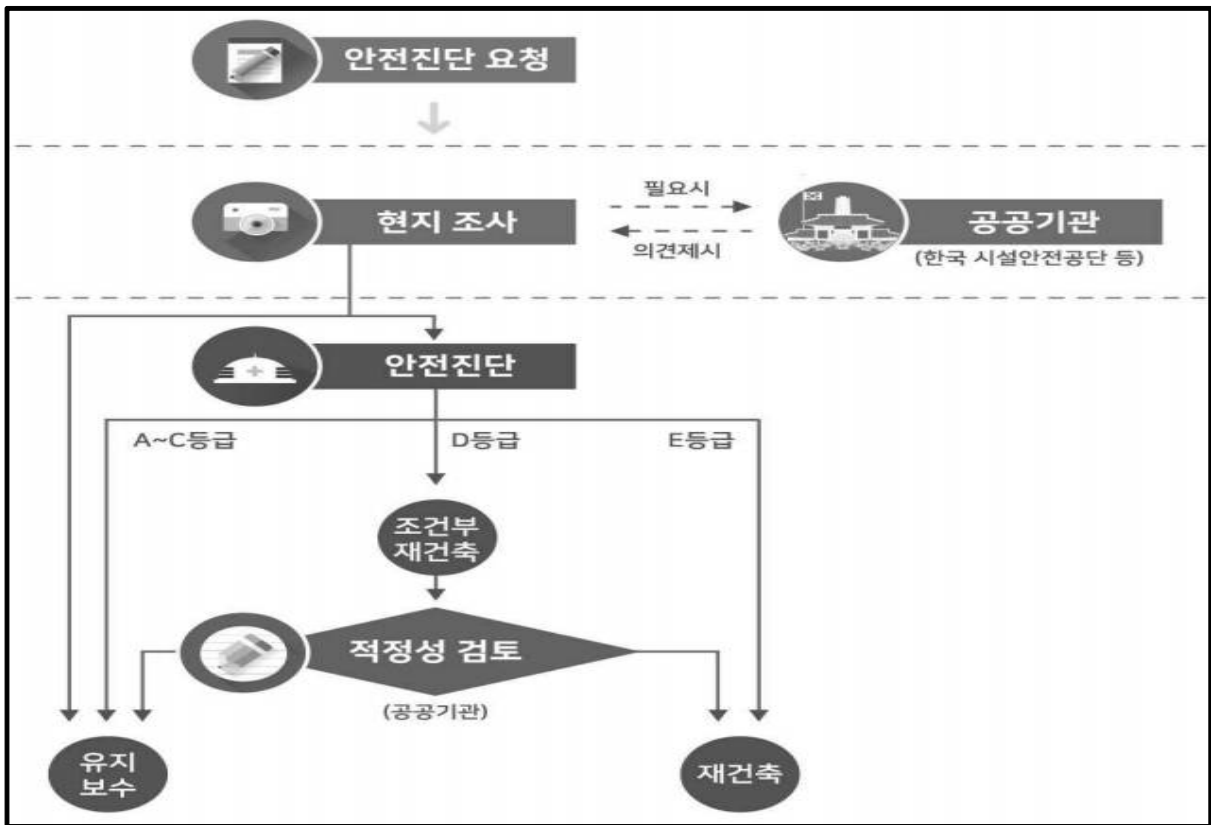 안전진단 요청
필요시
현지 조사
공공기관
의견제시
(한국 시설안전공단 등)
안전진단
A~C등급
D등급
E등급
조건부
재건축
적정성 검토
(공공기관)
유지
보수
재건축